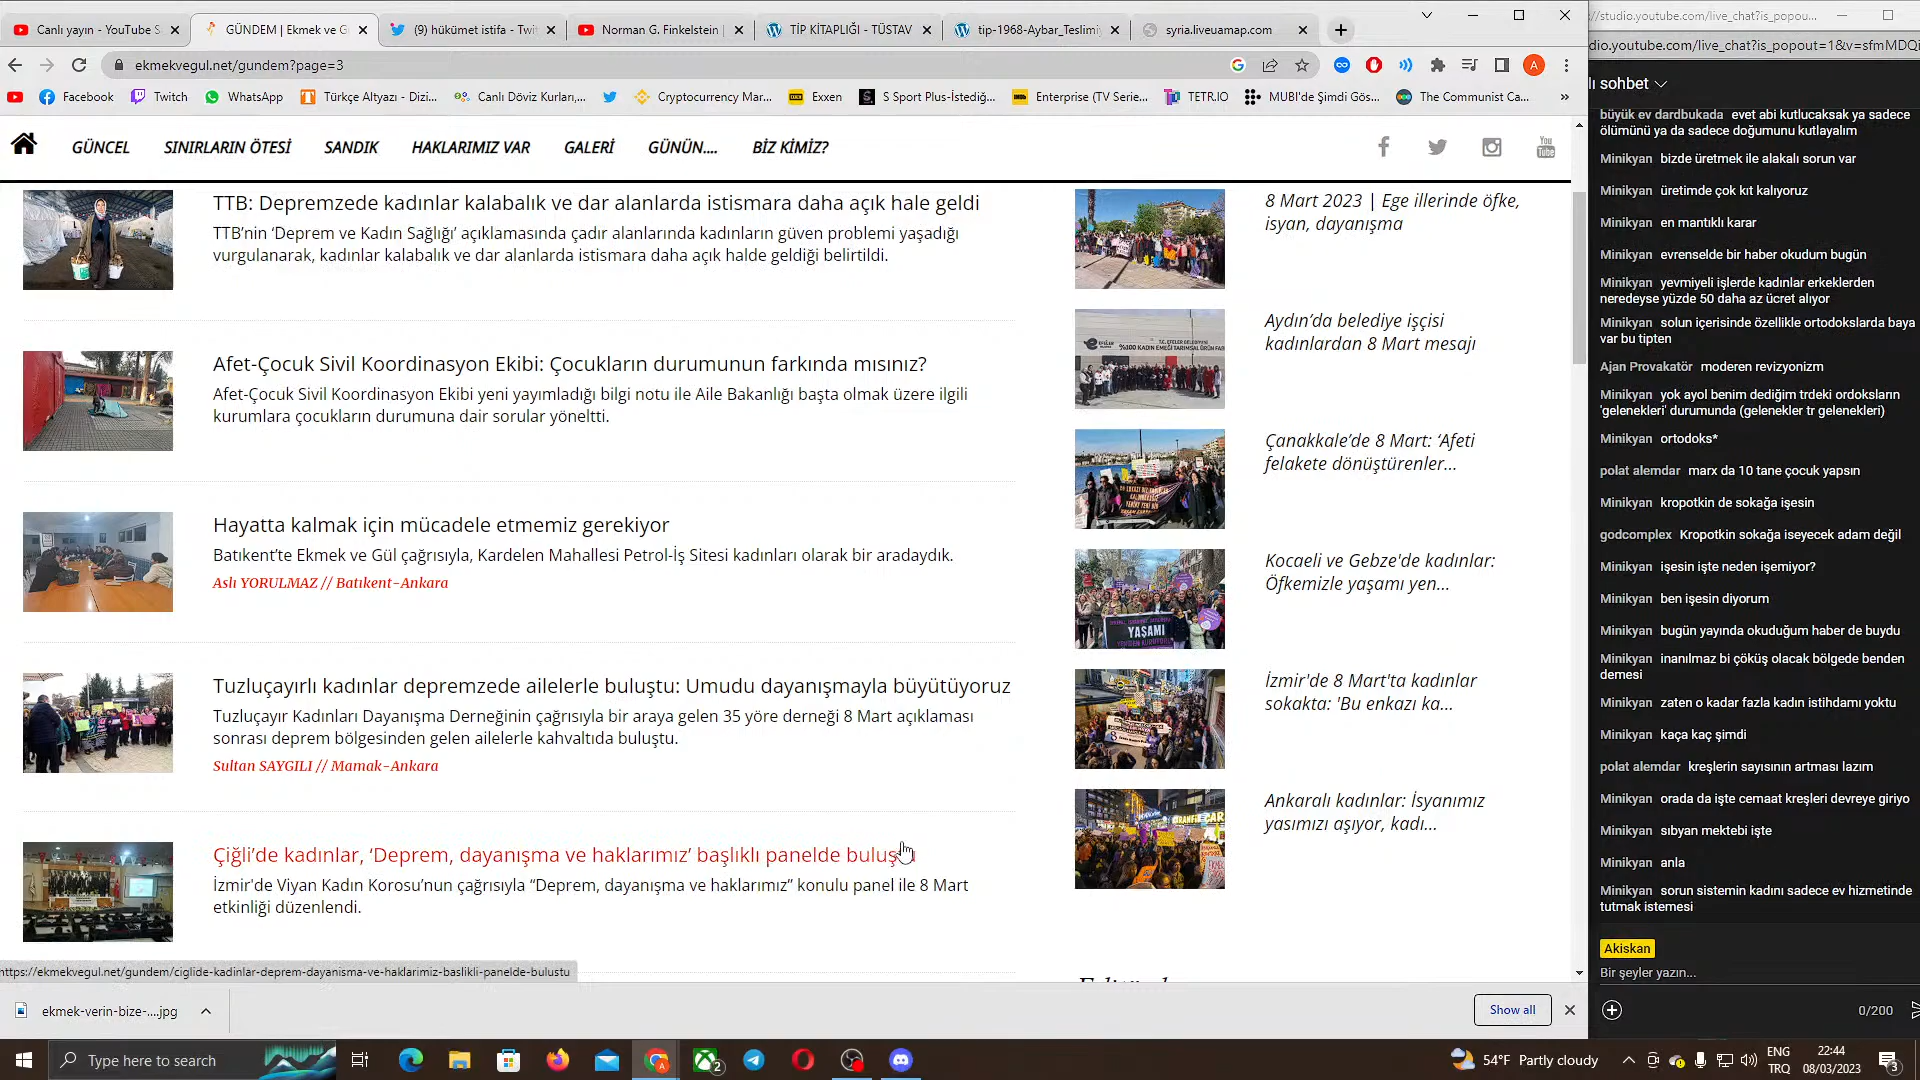 Canlı yayın - YouTube S
GÜNDEM | Ekmek ve G
(9) hükümet istifa - Twi
Norman G. Finkelstein |
TİP KİTAPLIĞI - TÜSTAV
tip-1968-Aybar_Teslimiy
syria.liveuamap.com
ekmekvegul.net/gundem?page=3
A
Facebook
Twitch
WhatsApp
Türkçe Altyazı - Dizi...
Canlı Döviz Kurları,...
Cryptocurrency Mar...
Exxen
S Sport Plus-İstediğ...
Enterprise (TV Serie...
TETR.IO
MUBI'de Şimdi Gös...
The Communist Ca...
»
GÜNCEL
SINIRLARIN ÖTESİ
SANDIK
HAKLARIMIZ VAR
GALERİ
GÜNÜN....
BİZ KİMİZ?
You
Tube
TTB: Depremzede kadınlar kalabalık ve dar alanlarda istismara daha açık hale geldi
TTB’nin ‘Deprem ve Kadın Sağlığı’ açıklamasında çadır alanlarında kadınların güven problemi yaşadığı
vurgulanarak, kadınlar kalabalık ve dar alanlarda istismara daha açık halde geldiği belirtildi.
Afet-Çocuk Sivil Koordinasyon Ekibi: Çocukların durumunun farkında mısınız?
Afet-Çocuk Sivil Koordinasyon Ekibi yeni yayımladığı bilgi notu ile Aile Bakanlığı başta olmak üzere ilgili
kurumlara çocukların durumuna dair sorular yöneltti.
Hayatta kalmak için mücadele etmemiz gerekiyor
Batıkent’te Ekmek ve Gül çağrısıyla, Kardelen Mahallesi Petrol-İş Sitesi kadınları olarak bir aradaydık.
Aslı YORULMAZ // Batıkent-Ankara
Tuzluçayırlı kadınlar depremzede ailelerle buluştu: Umudu dayanışmayla büyütüyoruz
Tuzluçayır Kadınları Dayanışma Derneğinin çağrısıyla bir araya gelen 35 yöre derneği 8 Mart açıklaması
sonrası deprem bölgesinden gelen ailelerle kahvaltıda buluştu.
Sultan SAYGILI // Mamak-Ankara
Çiğli’de kadınlar, ‘Deprem, dayanışma ve haklarımız’ başlıklı panelde buluştu
İzmir'de Viyan Kadın Korosu’nun çağrısıyla “Deprem, dayanışma ve haklarımız” konulu panel ile 8 Mart
etkinliği düzenlendi.
8 Mart 2023 | Ege illerinde öfke,
isyan, dayanışma
Aydın’da belediye işçisi
kadınlardan 8 Mart mesajı
Çanakkale’de 8 Mart: ‘Afeti
felakete dönüştürenler...
Kocaeli ve Gebze'de kadınlar:
Öfkemizle yaşamı yen...
YAŞAMI
İzmir'de 8 Mart'ta kadınlar
sokakta: 'Bu enkazı ka...
Ankaralı kadınlar: İsyanımız
yasımızı aşıyor, kadı...
https://ekmekvegul.net/gundem/ciglide-kadinlar-deprem-dayanisma-ve-haklarimiz-baslikli-panelde-bulustu
ekmek-verin-bize-....jpg
Show all
//studio.youtube.com/live_chat?is_popou...
dio.youtube.com/live_chat?is_popout=1&v=sfmMDQi
lı sohbet
büyük ev dardbukada evet abi kutlucaksak ya sadece
ölümünü ya da sadece doğumunu kutlayalım
Minikyan bizde üretmek ile alakalı sorun var
Minikyan üretimde çok kıt kalıyoruz
Minikyan en mantıklı karar
Minikyan evrenselde bir haber okudum bugün
Minikyan yevmiyeli işlerde kadınlar erkeklerden
neredeyse yüzde 50 daha az ücret alıyor
Minikyan solun içerisinde özellikle ortodokslarda baya
var bu tipten
Ajan Provakatör moderen revizyonizm
Minikyan yok ayol benim dediğim trdeki ordoksların
'gelenekleri' durumunda (gelenekler tr gelenekleri)
Minikyan ortodoks*
polat alemdar marx da 10 tane çocuk yapsın
Minikyan kropotkin de sokağa işesin
godcomplex Kropotkin sokağa iseyecek adam değil
Minikyan işesin işte neden işemiyor?
Minikyan ben işesin diyorum
Minikyan bugün yayında okuduğum haber de buydu
Minikyan inanılmaz bi çöküş olacak bölgede benden
demesi
Minikyan zaten o kadar fazla kadın istihdamı yoktu
Minikyan kaça kaç şimdi
polat alemdar kreşlerin sayısının artması lazım
Minikyan orada da işte cemaat kreşleri devreye giriyo
Minikyan sıbyan mektebi işte
Minikyan anla
Minikyan sorun sistemin kadını sadece ev hizmetinde
tutmak istemesi
Akiskan
Bir şeyler yazın...
0/200
Type here to search
2
54°F Partly cloudy
ENG
TRQ
22:44
08/03/2023
3